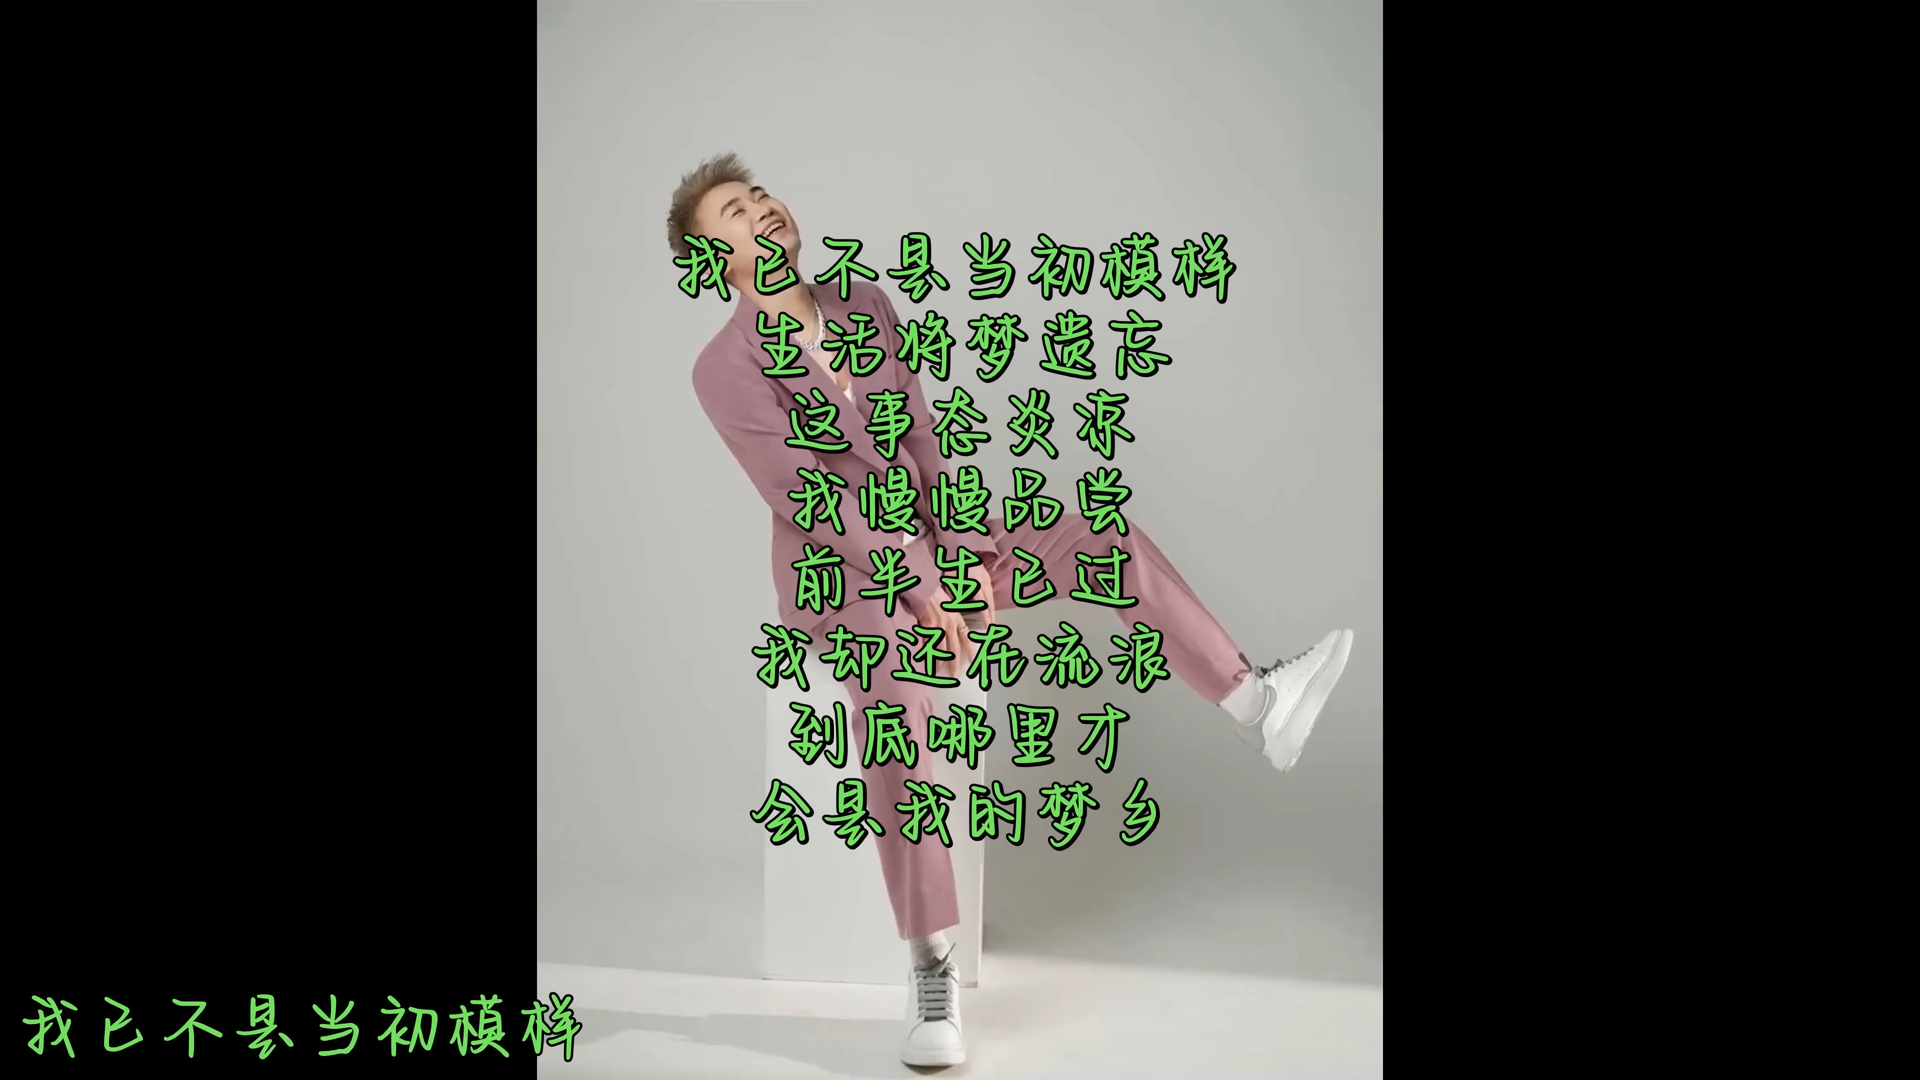 我已不是当初模样
生活将梦遗忘
这事态炎凉
我慢慢品尝
前半生已过
我却还在流浪
到底哪里才
会是我的梦乡
我已不是当初模样